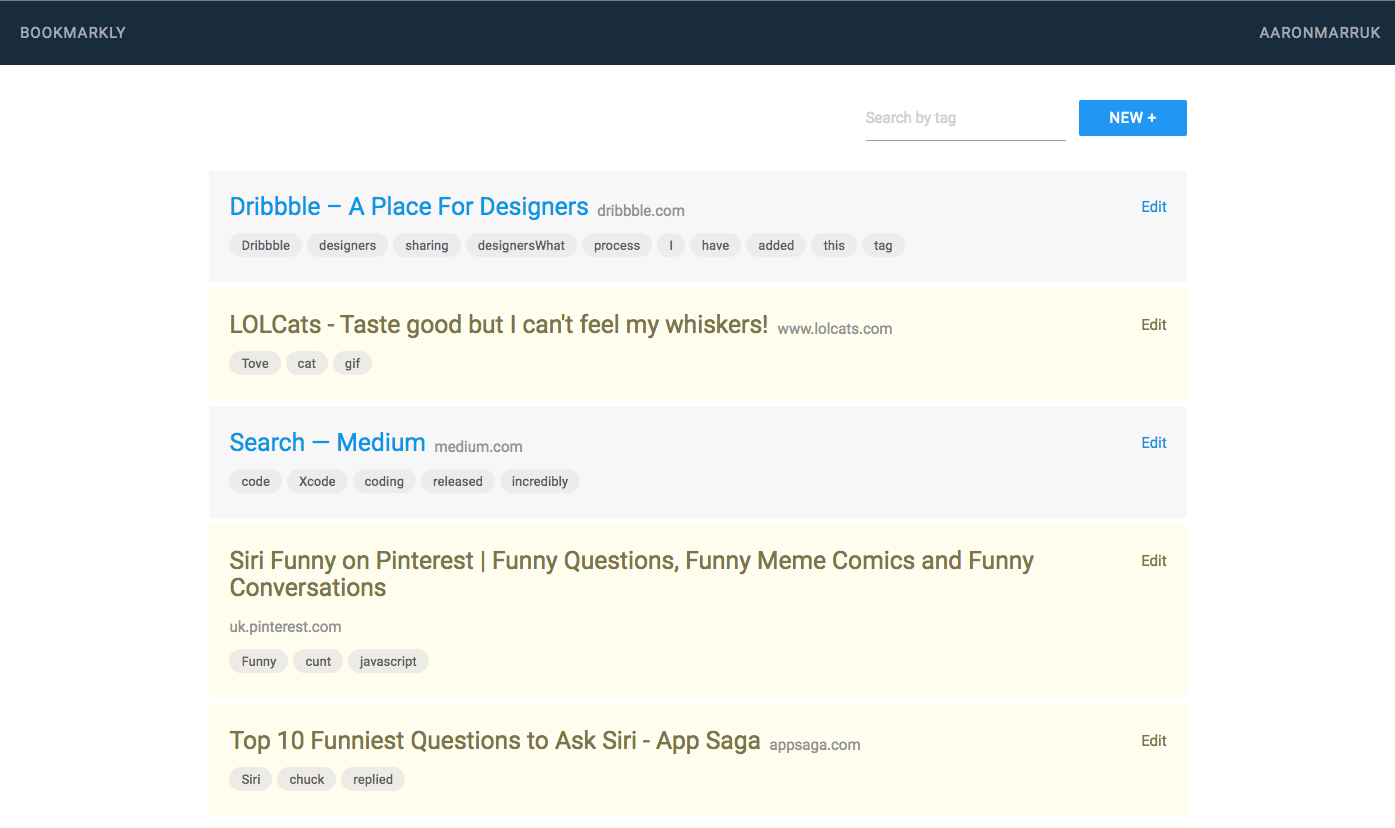 BOOKMARKLY AARONMARRUK
Search by tag NEW +
Dribbble – A Place For Designers dribbble.com Edit
Dribbble designers sharing designersWhat process I have added this tag
LOLCats - Taste good but I can't feel my whiskers! www.lolcats.com Edit
Tove cat gif
Search — Medium medium.com Edit
code Xcode coding released incredibly
Siri Funny on Pinterest | Funny Questions, Funny Meme Comics and Funny Edit
Conversations
uk.pinterest.com
Funny cunt javascript
Top 10 Funniest Questions to Ask Siri - App Saga appsaga.com Edit
Siri chuck replied